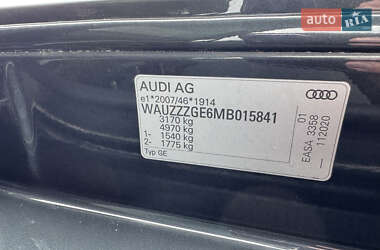 auto RIA
AUDI AG
e1*2007/46*1914
WAUZZZGE6MB015841
3170 kg
4970 kg
1- 1540 kg
2- 1775 kg
Typ GE
EASA 3358 01
112020